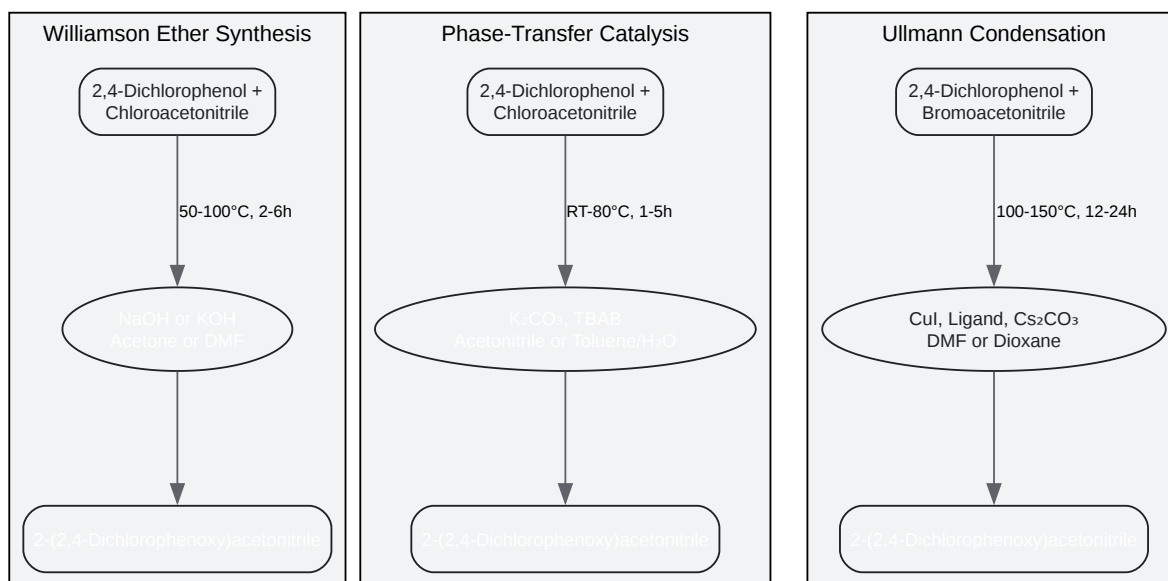 Williamson Ether Synthesis
2,4-Dichlorophenol +
Chloroacetonitrile
50-100°C, 2-6h
NaOH or KOH
Acetone or DMF
2-(2,4-Dichlorophenoxy)acetonitrile
Phase-Transfer Catalysis
2,4-Dichlorophenol +
Chloroacetonitrile
RT-80°C, 1-5h
K₂CO₃, TBAB
Acetonitrile or Toluene/H₂O
2-(2,4-Dichlorophenoxy)acetonitrile
Ullmann Condensation
2,4-Dichlorophenol +
Bromoacetonitrile
100-150°C, 12-24h
CuI, Ligand, Cs₂CO₃
DMF or Dioxane
2-(2,4-Dichlorophenoxy)acetonitrile